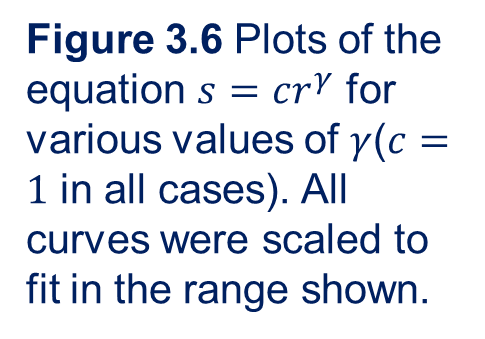 Figure 3.6 Plots of the
equation 𝑠 = 𝑐𝑟ᵞ for
various values of 𝛾(𝑐 =
1 in all cases). All
curves were scaled to
fit in the range shown.